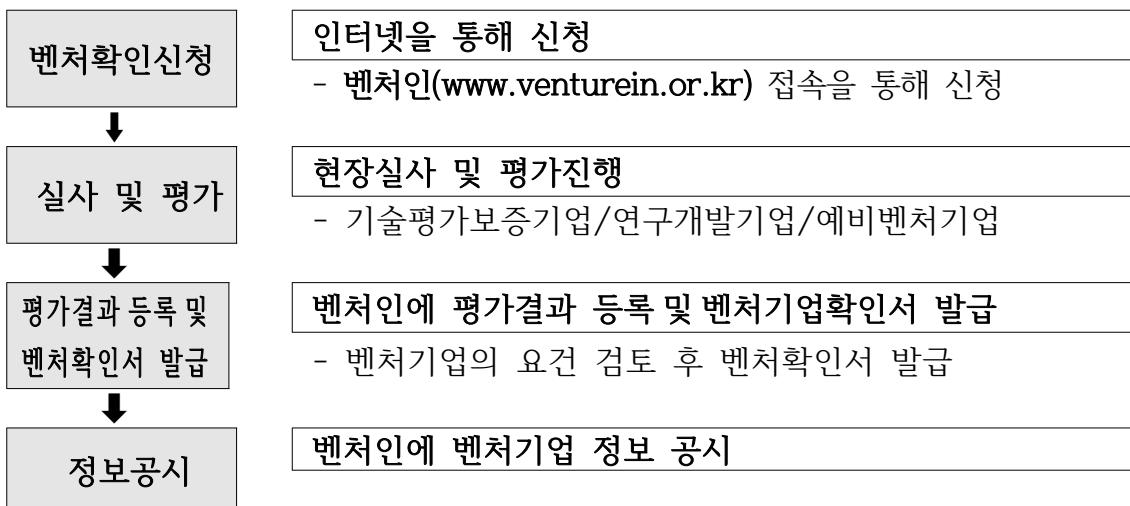 벤처확인신청
인터넷을 통해 신청
- 벤처인(www.venturein.or.kr) 접속을 통해 신청
실사 및 평가
현장실사 및 평가진행
- 기술평가보증기업/연구개발기업/예비벤처기업
평가결과 등록 및
벤처확인서 발급
벤처인에 평가결과 등록 및 벤처기업확인서 발급
- 벤처기업의 요건 검토 후 벤처확인서 발급
정보공시
벤처인에 벤처기업 정보 공시